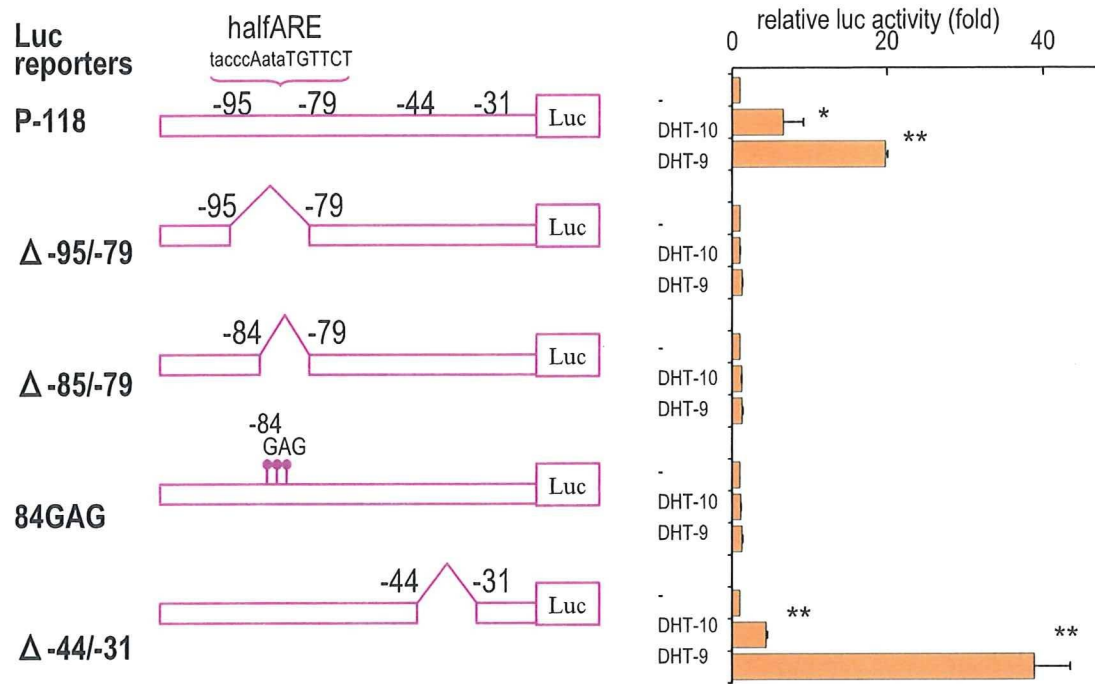 Luc
reporters
halfARE
tacccAataTGTTCT
relative luc activity (fold)
0 20 40
P-118
-95 -79 -44 -31
Luc
-
DHT-10
*
DHT-9
**
Δ -95/-79
-95 -79
Luc
-
DHT-10
DHT-9
Δ -85/-79
-84 -79
Luc
-
DHT-10
DHT-9
84GAG
-84
GAG
Luc
-
DHT-10
DHT-9
Δ -44/-31
-44 -31
Luc
-
DHT-10
**
DHT-9
**